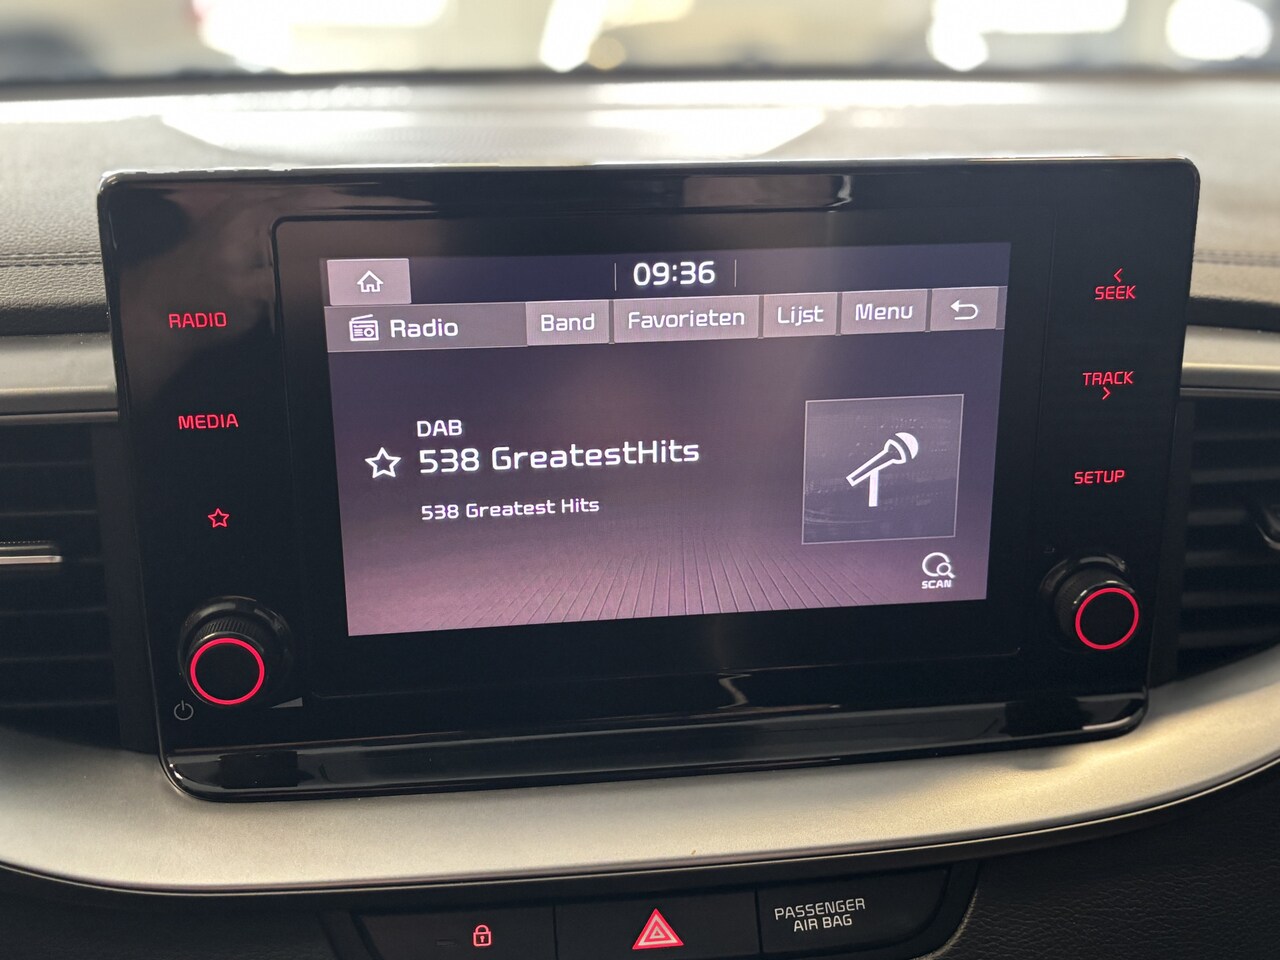 09:36
Radio
Band
Favorieten
Lijst
Menu
DAB
538 GreatestHits
538 Greatest Hits
SCAN
RADIO
MEDIA
SEEK
TRACK
SETUP
PASSENGER
AIR BAG